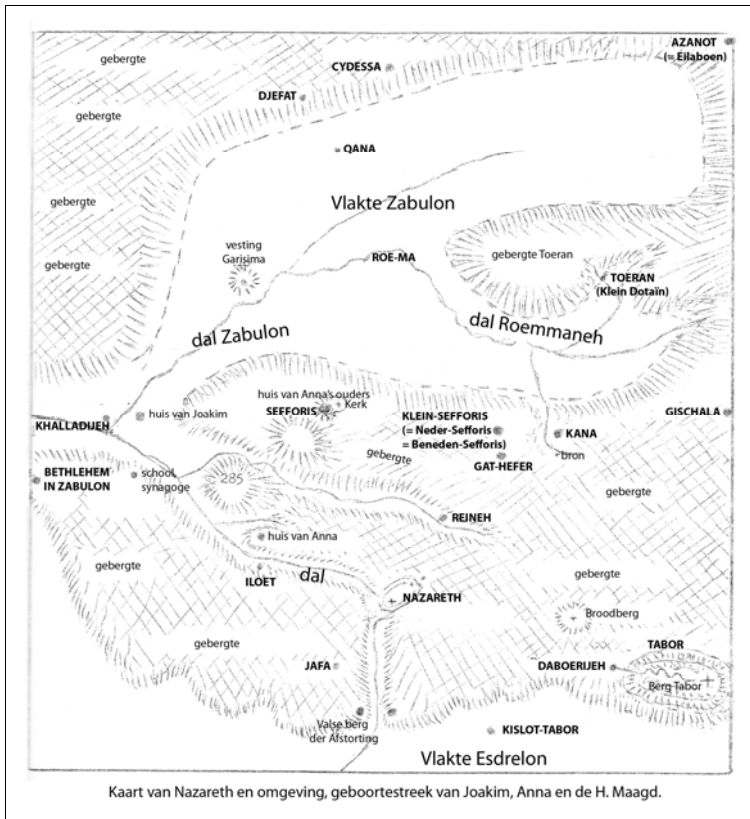 gebergte
AZANOT
(= Eilaboen)
CYDESSA
DJEFAT
gebergte
QANA
gebergte
Vlakte Zabulon
vesting
Garisima
ROE-MA
gebergte Toeran
gebergte
TOERAN
(Klein Dotaïn)
dal Zabulon
dal Roemmaneh
huis van Anna's ouders
Kerk
huis van Joakim
SEFFORIS
KHALLADIJEH
KLEIN-SEFFORIS
(= Neder-Sefforis
= Beneden-Sefforis)
GISCHALA
KANA
gebergte
bron
GAT-HEFER
BETHLEHEM
IN ZABULON
school,
synagoge
285
gebergte
REINEH
huis van Anna
gebergte
dal
ILOET
gebergte
NAZARETH
Broodberg
gebergte
TABOR
JAFA
DABOERIJEH
Berg Tabor
Valse berg
der Afstorting
KISLOT-TABOR
Vlakte Esdrelon
Kaart van Nazareth en omgeving, geboortestreek van Joakim, Anna en de H. Maagd.